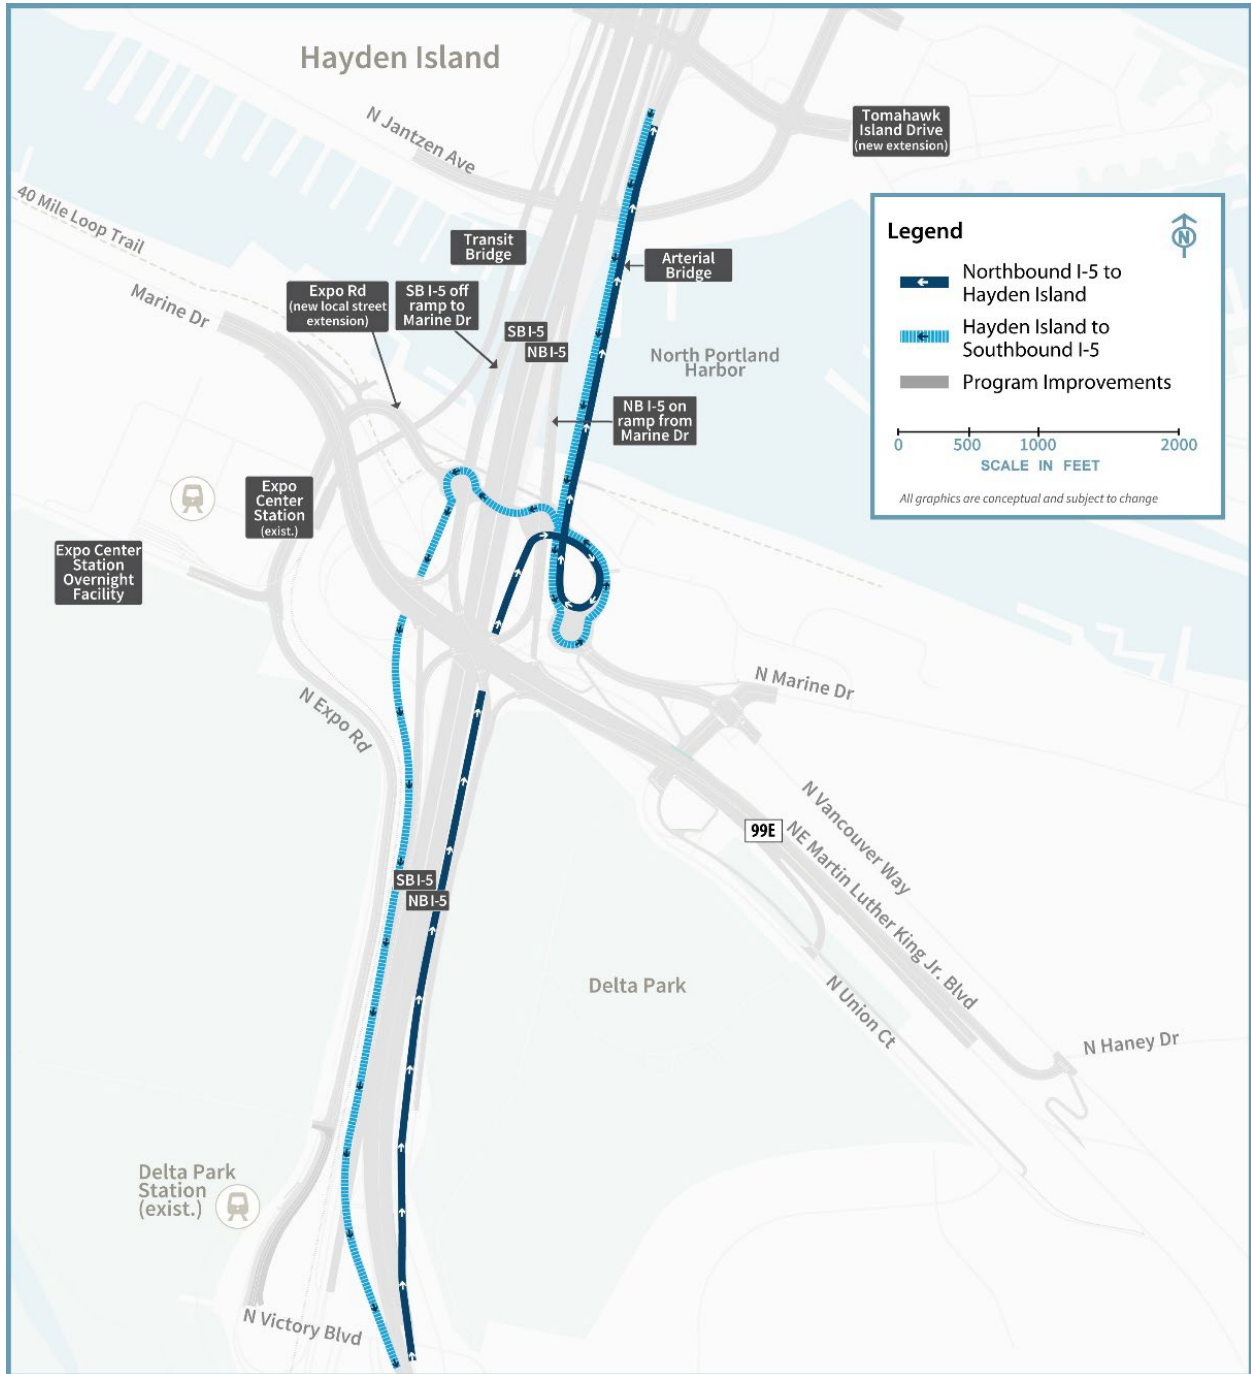 Hayden Island
N Jantzen Ave
Tomahawk
Island Drive
(new extension)
40 Mile Loop Trail
Transit
Bridge
Arterial
Bridge
Legend
N
Northbound I-5 to
Hayden Island
Hayden Island to
Southbound I-5
Program Improvements
0 500 1000 2000
SCALE IN FEET
All graphics are conceptual and subject to change
Marine Dr
Expo Rd
(new local street
extension)
SB I-5 off
ramp to
Marine Dr
SB I-5
NB I-5
North Portland
Harbor
NB I-5 on
ramp from
Marine Dr
Expo
Center
Station
(exist.)
Expo Center
Station
Overnight
Facility
N Marine Dr
N Expo Rd
N Vancouver Way
99E
NE Martin Luther King Jr. Blvd
SB I-5
NB I-5
Delta Park
N Union Ct
N Haney Dr
Delta Park
Station
(exist.)
N Victory Blvd